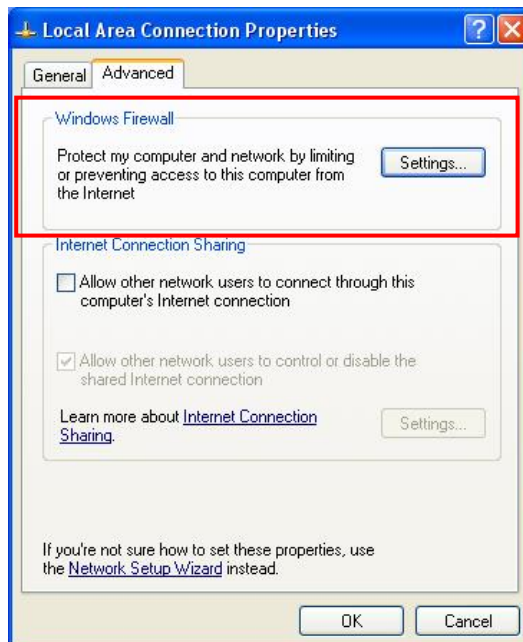 Local Area Connection Properties
General Advanced
Windows Firewall
Protect my computer and network by limiting
or preventing access to this computer from
the Internet
Settings...
Internet Connection Sharing
Allow other network users to connect through this
computer's Internet connection
Allow other network users to control or disable the
shared Internet connection
Learn more about Internet Connection
Sharing.
Settings...
If you're not sure how to set these properties, use
the Network Setup Wizard instead.
OK Cancel